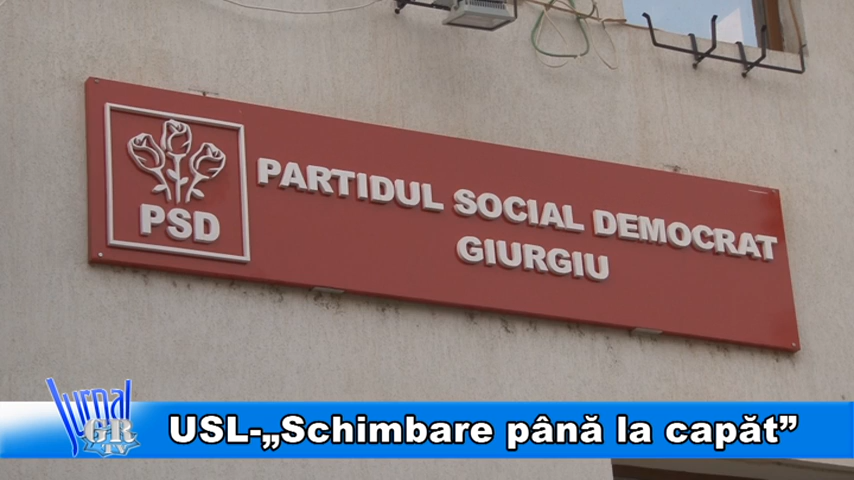 PSD
PARTIDUL SOCIAL DEMOCRAT
GIURGIU
Jurnal
GR
TV
USL-„Schimbare până la capăt”